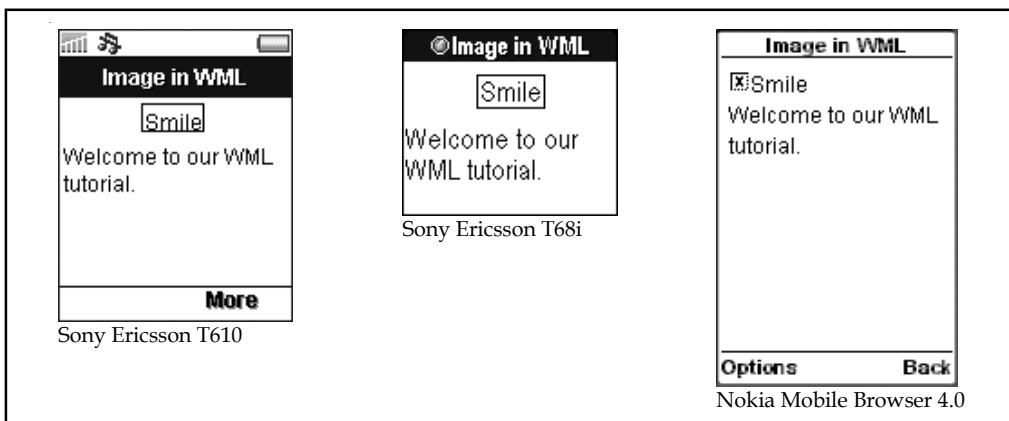 Image in WML
Smile
Welcome to our WML
tutorial.
More
Sony Ericsson T610
Image in WML
Smile
Welcome to our
WML tutorial.
Sony Ericsson T68i
Image in WML
Smile
Welcome to our WML
tutorial.
Options Back
Nokia Mobile Browser 4.0